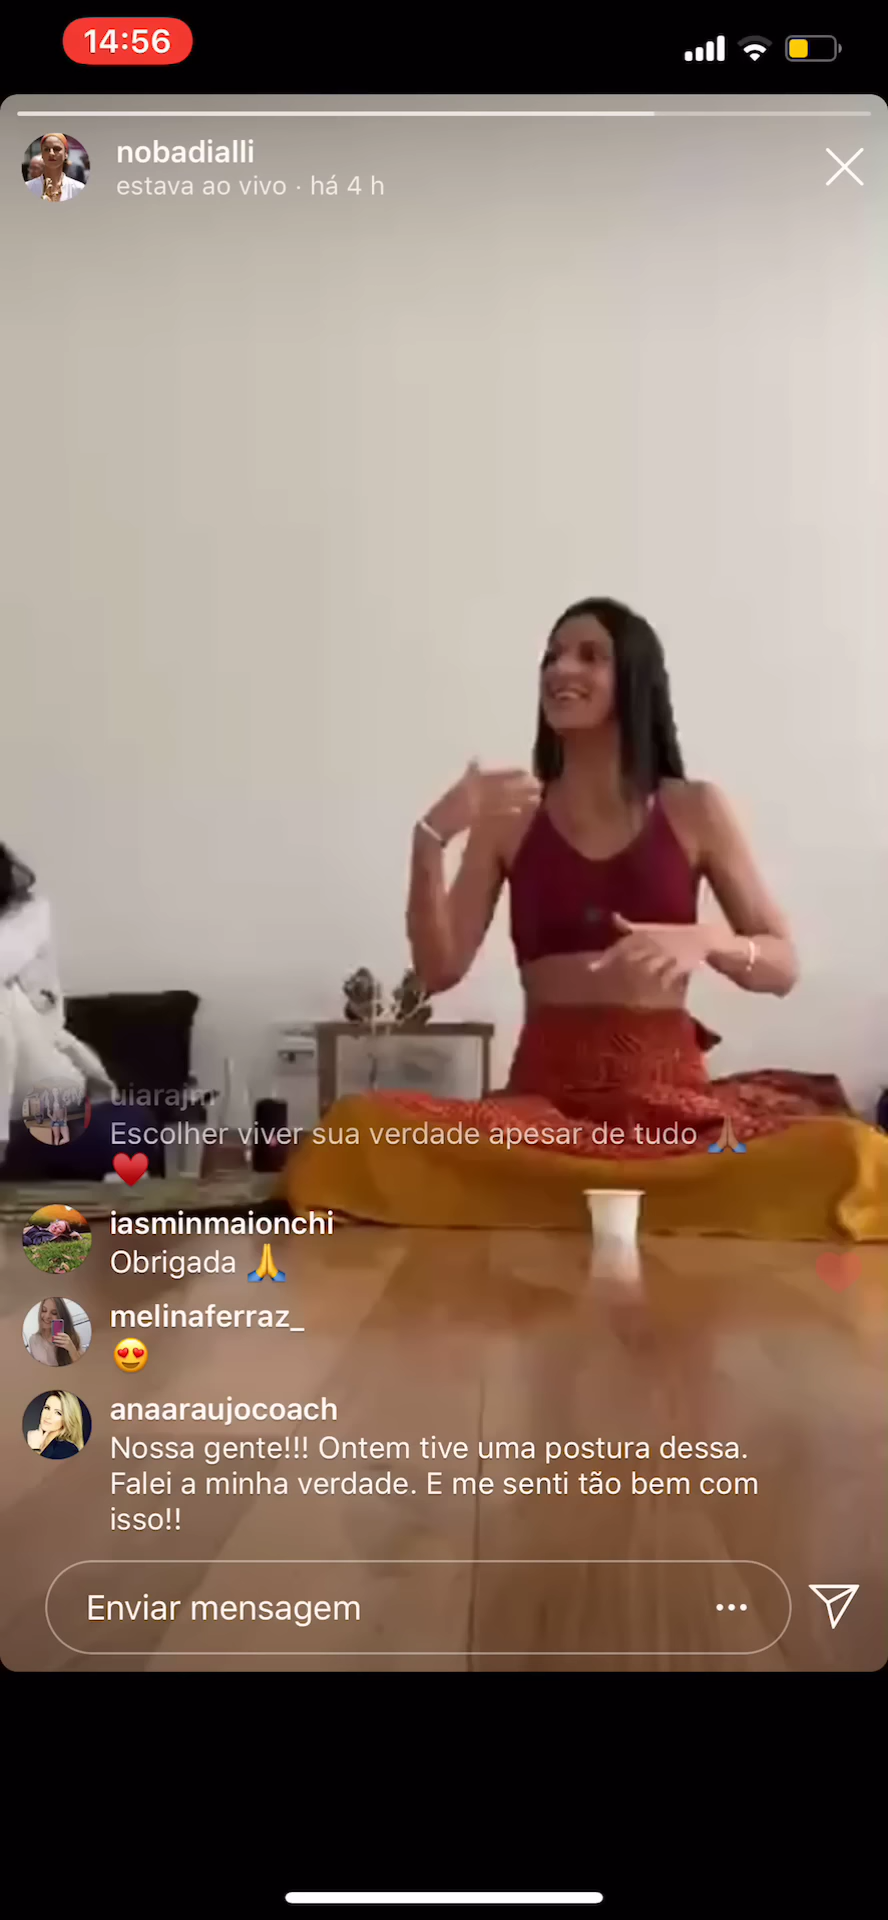 14:56
nobadialli
estava ao vivo · há 4 h
uiarajm
Escolher viver sua verdade apesar de tudo 🙏
♥️
iasminmaionchi
Obrigada 🙏
melinaferraz_
😍
anaaraujocoach
Nossa gente!!! Ontem tive uma postura dessa.
Falei a minha verdade. E me senti tão bem com
isso!!
Enviar mensagem